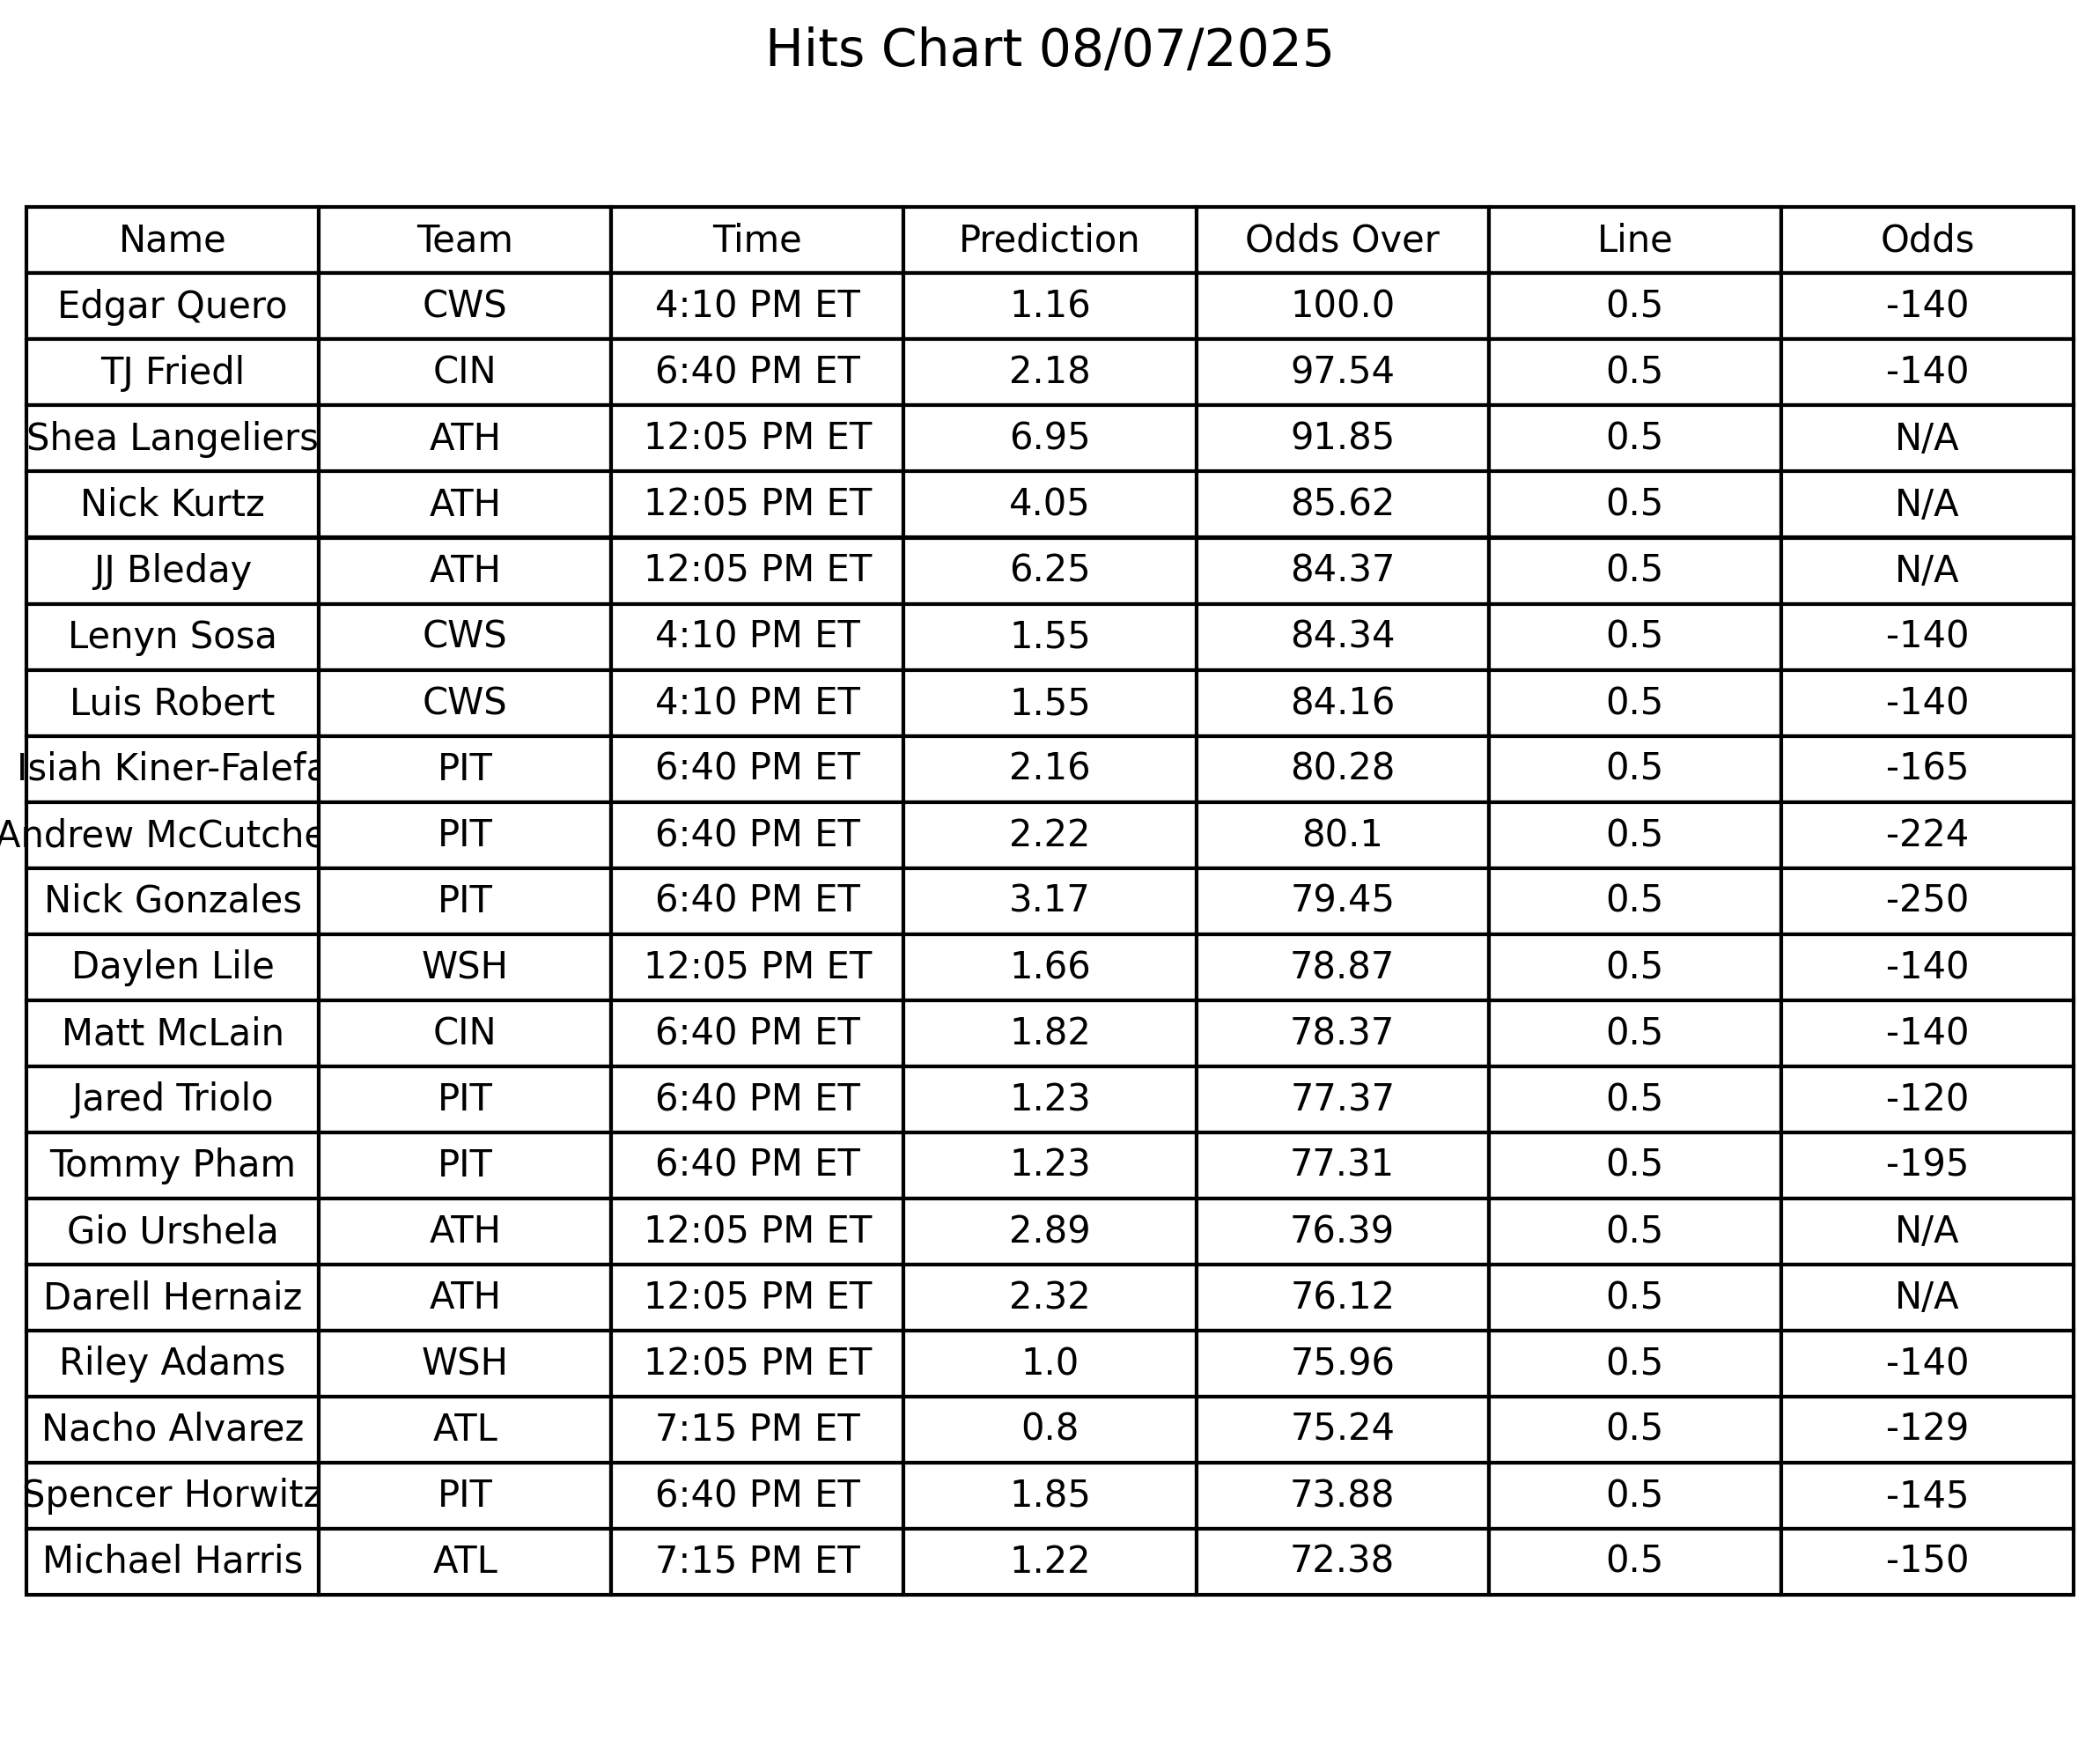 Hits Chart 08/07/2025
Name Team Time Prediction Odds Over Line Odds
Edgar Quero CWS 4:10 PM ET 1.16 100.0 0.5 -140
TJ Friedl CIN 6:40 PM ET 2.18 97.54 0.5 -140
Shea Langeliers ATH 12:05 PM ET 6.95 91.85 0.5 N/A
Nick Kurtz ATH 12:05 PM ET 4.05 85.62 0.5 N/A
JJ Bleday ATH 12:05 PM ET 6.25 84.37 0.5 N/A
Lenyn Sosa CWS 4:10 PM ET 1.55 84.34 0.5 -140
Luis Robert CWS 4:10 PM ET 1.55 84.16 0.5 -140
Isiah Kiner-Falefa PIT 6:40 PM ET 2.16 80.28 0.5 -165
Andrew McCutche PIT 6:40 PM ET 2.22 80.1 0.5 -224
Nick Gonzales PIT 6:40 PM ET 3.17 79.45 0.5 -250
Daylen Lile WSH 12:05 PM ET 1.66 78.87 0.5 -140
Matt McLain CIN 6:40 PM ET 1.82 78.37 0.5 -140
Jared Triolo PIT 6:40 PM ET 1.23 77.37 0.5 -120
Tommy Pham PIT 6:40 PM ET 1.23 77.31 0.5 -195
Gio Urshela ATH 12:05 PM ET 2.89 76.39 0.5 N/A
Darell Hernaiz ATH 12:05 PM ET 2.32 76.12 0.5 N/A
Riley Adams WSH 12:05 PM ET 1.0 75.96 0.5 -140
Nacho Alvarez ATL 7:15 PM ET 0.8 75.24 0.5 -129
Spencer Horwitz PIT 6:40 PM ET 1.85 73.88 0.5 -145
Michael Harris ATL 7:15 PM ET 1.22 72.38 0.5 -150